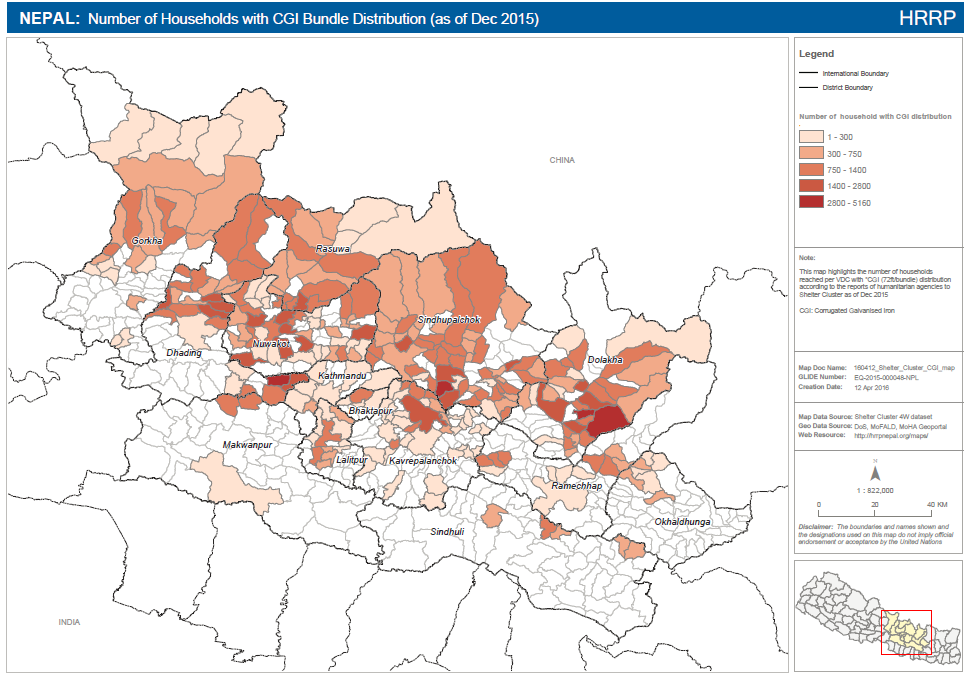 NEPAL: Number of Households with CGI Bundle Distribution (as of Dec 2015)
HRRP
CHINA
Gorkha
Rasuwa
Sindhupalchok
Dhading
Nuwakot
Dolakha
Kathmandu
Bhaktapur
Makwanpur
Lalitpur
Kavrepalanchok
Ramechhap
Okhaldhunga
Sindhuli
INDIA
Legend
International Boundary
District Boundary
Number of household with CGI distribution
1 - 300
300 - 750
750 - 1400
1400 - 2800
2800 - 5160
Note:
This map highlights the number of households
reached per VDC with "CGI (72ft/bundle) distribution
according to the reports of humanitarian agencies to
Shelter Cluster as of Dec 2015
CGI: Corrugated Galvanised Iron
Map Doc Name: 160412_Shelter_Cluster_CGI_map
GLIDE Number: EQ-2015-000048-NPL
Creation Date: 12 Apr 2016
Map Data Source: Shelter Cluster 4W dataset
Geo Data Source: DoS, MoFALD, MoHA Geoportal
Web Resource: http://hrrpnepal.org/maps/
N
1 : 822,000
0 20 40 KM
Disclaimer: The boundaries and names shown and
the designations used on this map do not imply official
endorsement or acceptance by the United Nations